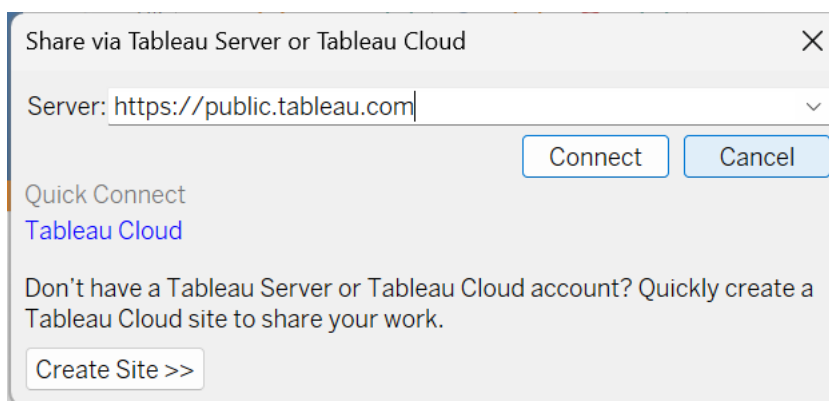 Share via Tableau Server or Tableau Cloud
Server: https://public.tableau.com
Connect Cancel
Quick Connect
Tableau Cloud
Don't have a Tableau Server or Tableau Cloud account? Quickly create a
Tableau Cloud site to share your work.
Create Site >>